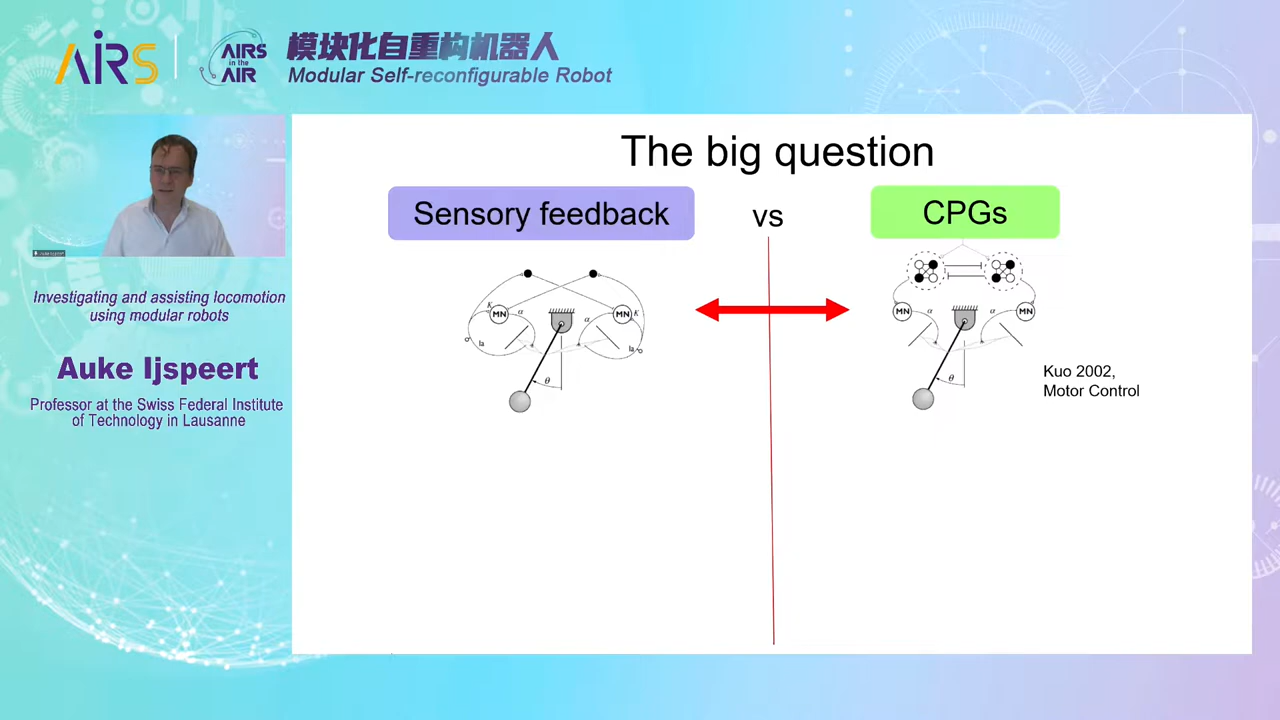 AIRS
AIRS
in the
AIR
模块化自重构机器人
Modular Self-reconfigurable Robot
Investigating and assisting locomotion
using modular robots
Auke Ijspeert
Professor at the Swiss Federal Institute
of Technology in Lausanne
The big question
Sensory feedback
vs
CPGs
K
MN
α
α
MN
K
Ia
Ia
θ
MN
α
α
MN
θ
Kuo 2002,
Motor Control